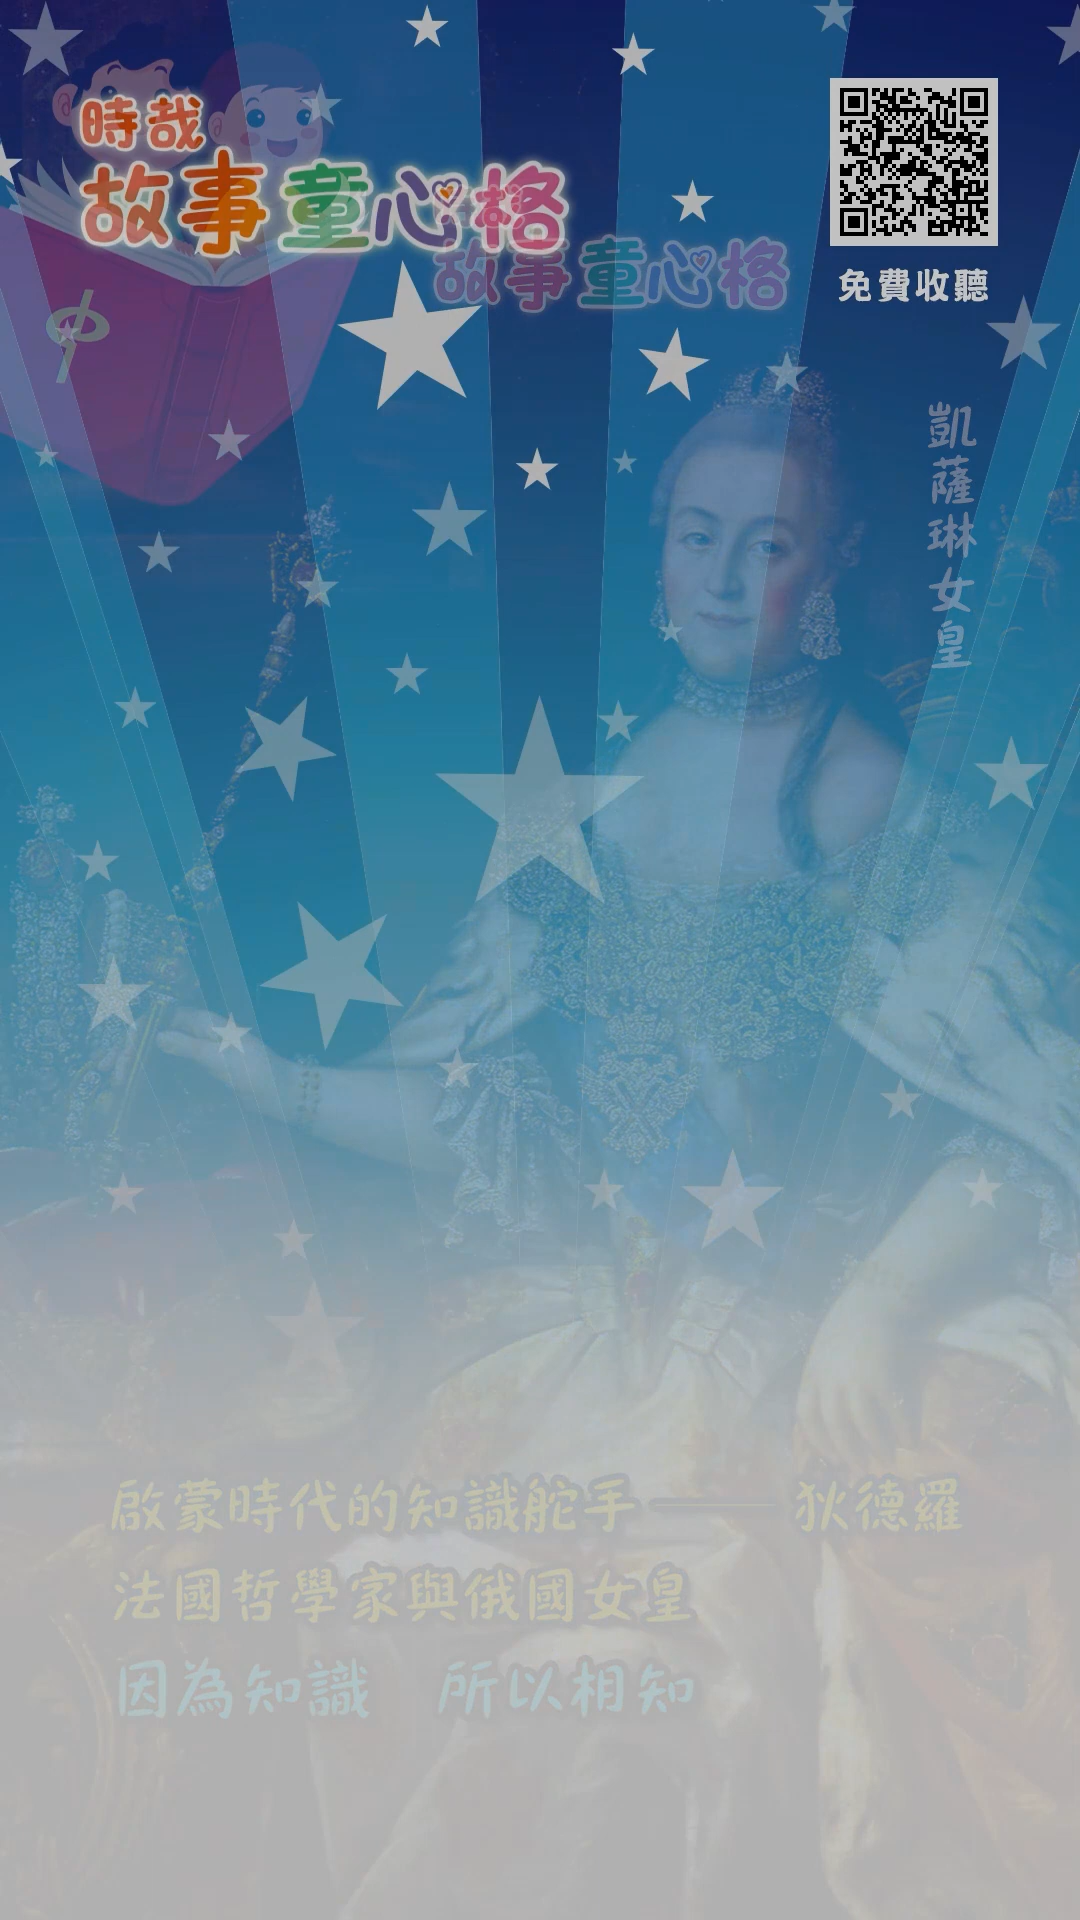 時哉
故事童心格
故事童心格
免費收聽
凱薩琳女皇
啟蒙時代的知識舵手——狄德羅
法國哲學家與俄國女皇
因為知識　所以相知